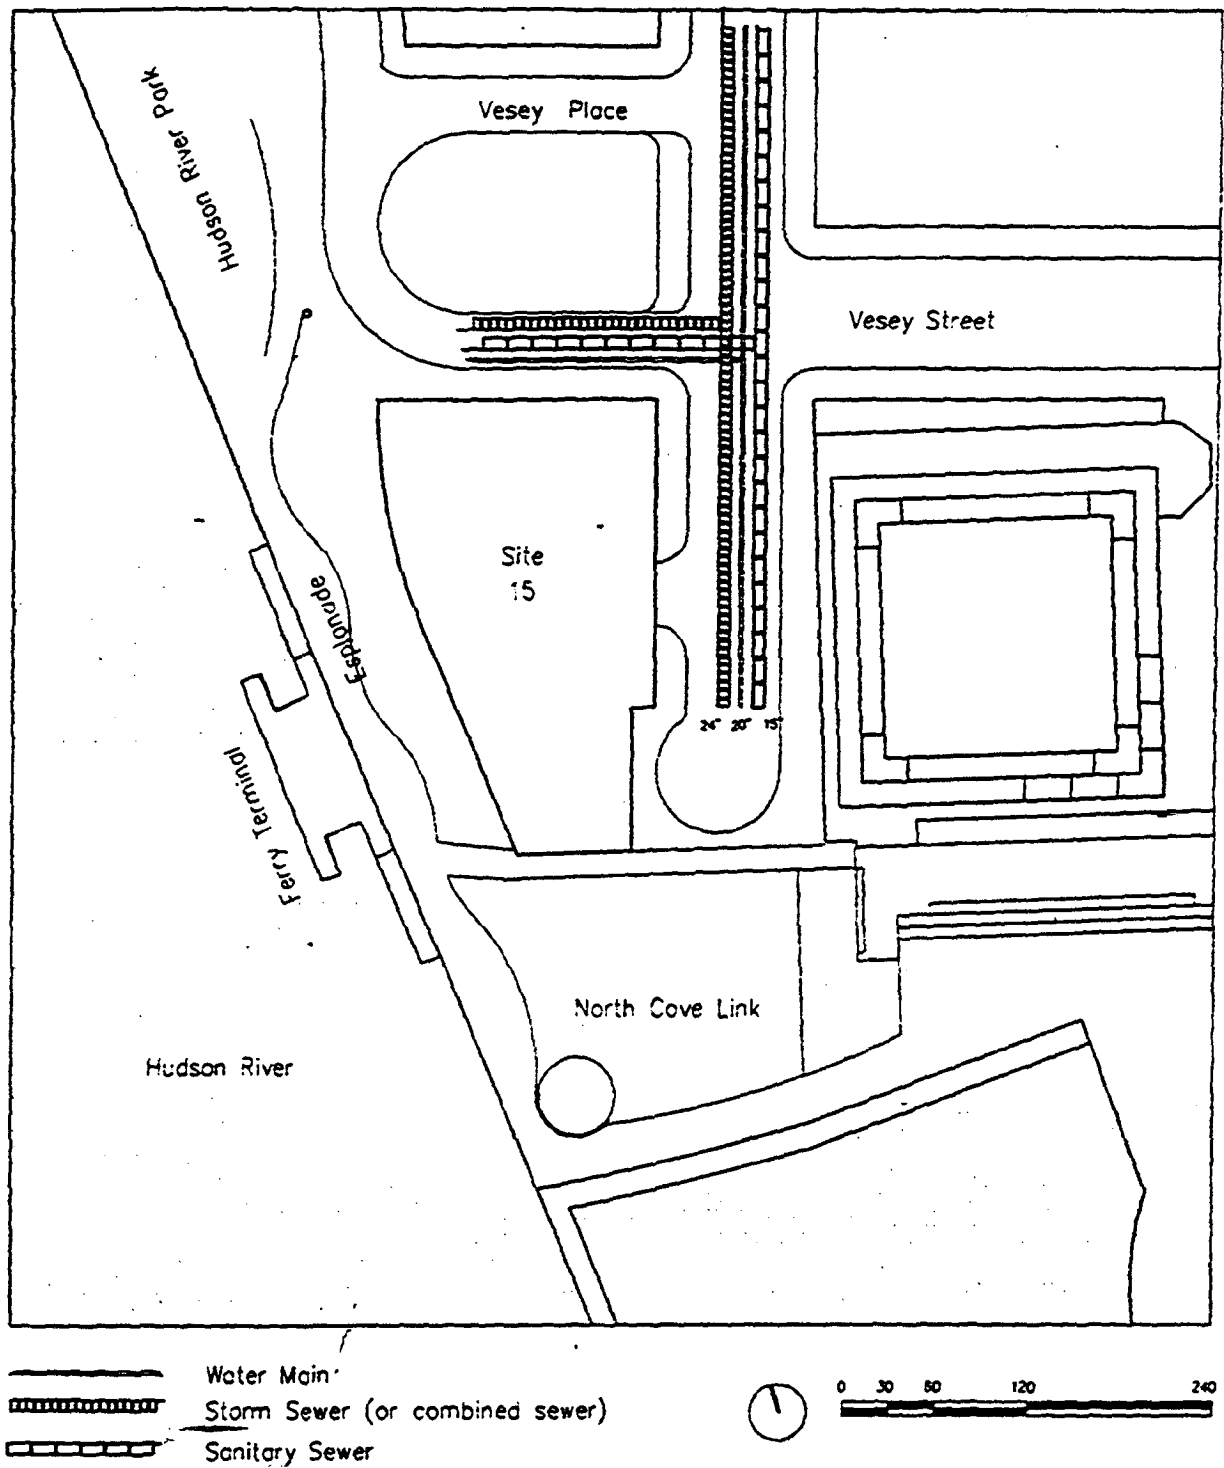 Hudson River Park
Vesey Place
Vesey Street
Site
15
Esplanade
24" 20" 15"
Ferry Terminal
North Cove Link
Hudson River
Water Main
Storm Sewer (or combined sewer)
Sanitary Sewer
0 30 60 120 240